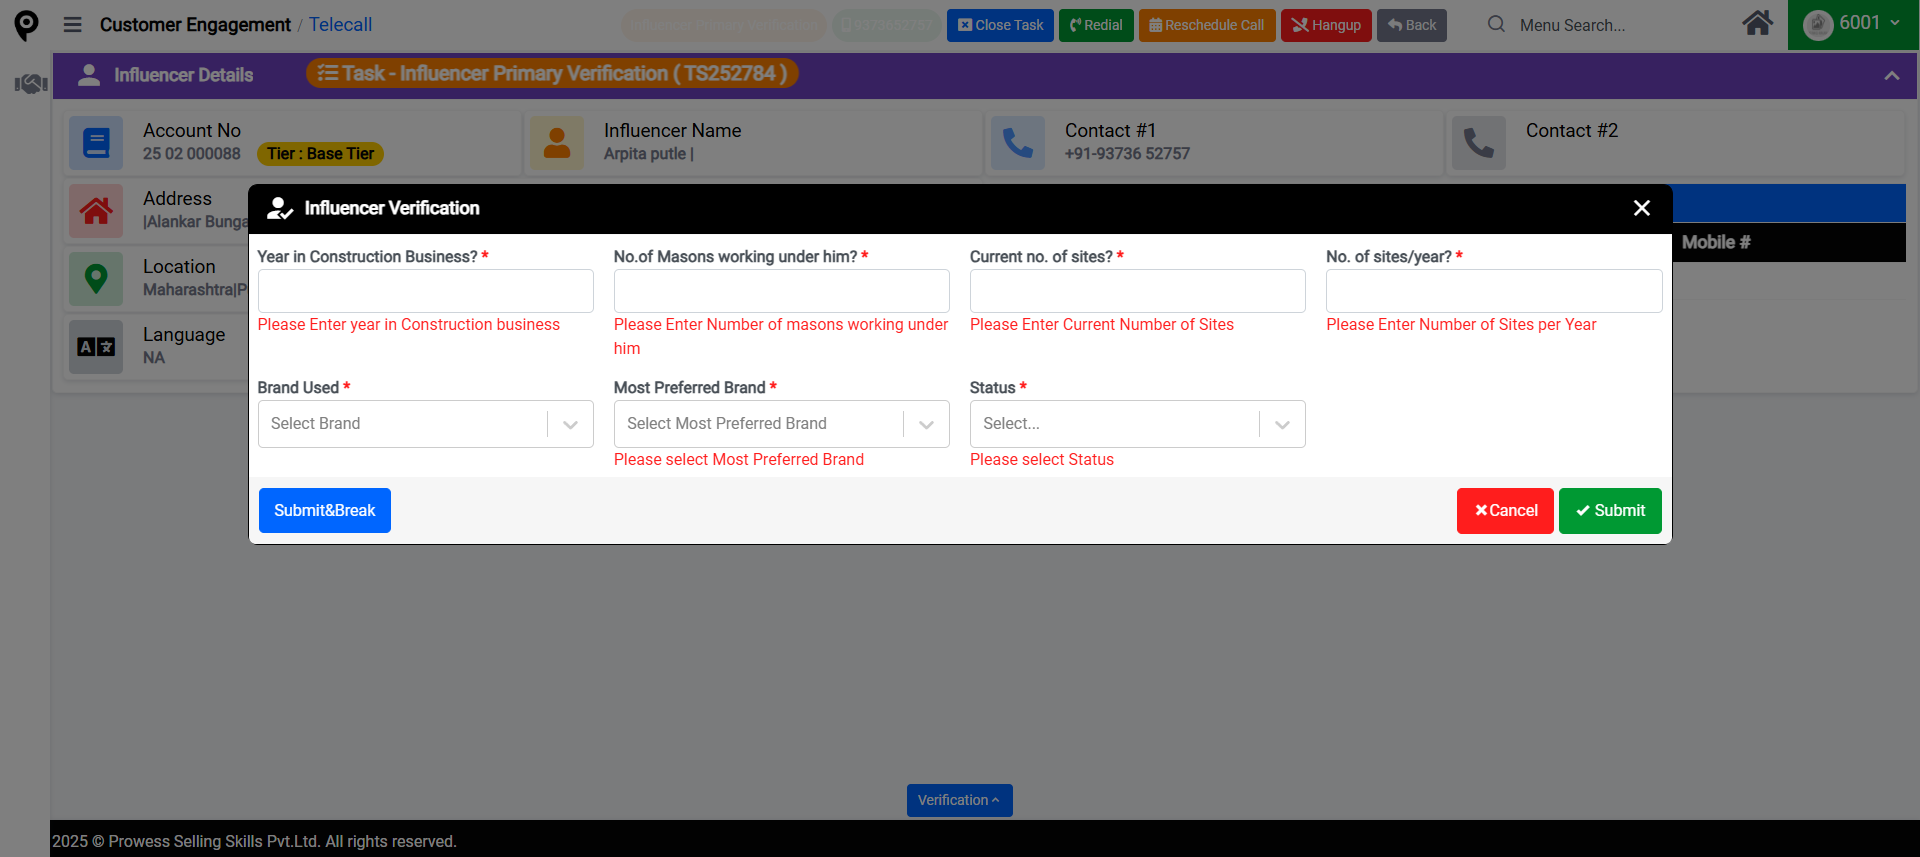 Customer Engagement / Telecall
Influencer Primary Verification
9373652757
Close Task
Redial
Reschedule Call
Hangup
Back
Menu Search...
6001
Influencer Details
Task - Influencer Primary Verification ( TS252784 )
Account No
25 02 000088
Tier : Base Tier
Influencer Name
Arpita putle |
Contact #1
+91-93736 52757
Contact #2
Address
|Alankar Bunga
Location
Maharashtra|P
Language
NA
A
Mobile #
Influencer Verification
Year in Construction Business? *
Please Enter year in Construction business
No.of Masons working under him? *
Please Enter Number of masons working under
him
Current no. of sites? *
Please Enter Current Number of Sites
No. of sites/year? *
Please Enter Number of Sites per Year
Brand Used *
Select Brand
Most Preferred Brand *
Select Most Preferred Brand
Please select Most Preferred Brand
Status *
Select...
Please select Status
Submit&Break
Cancel
Submit
Verification
2025 © Prowess Selling Skills Pvt.Ltd. All rights reserved.